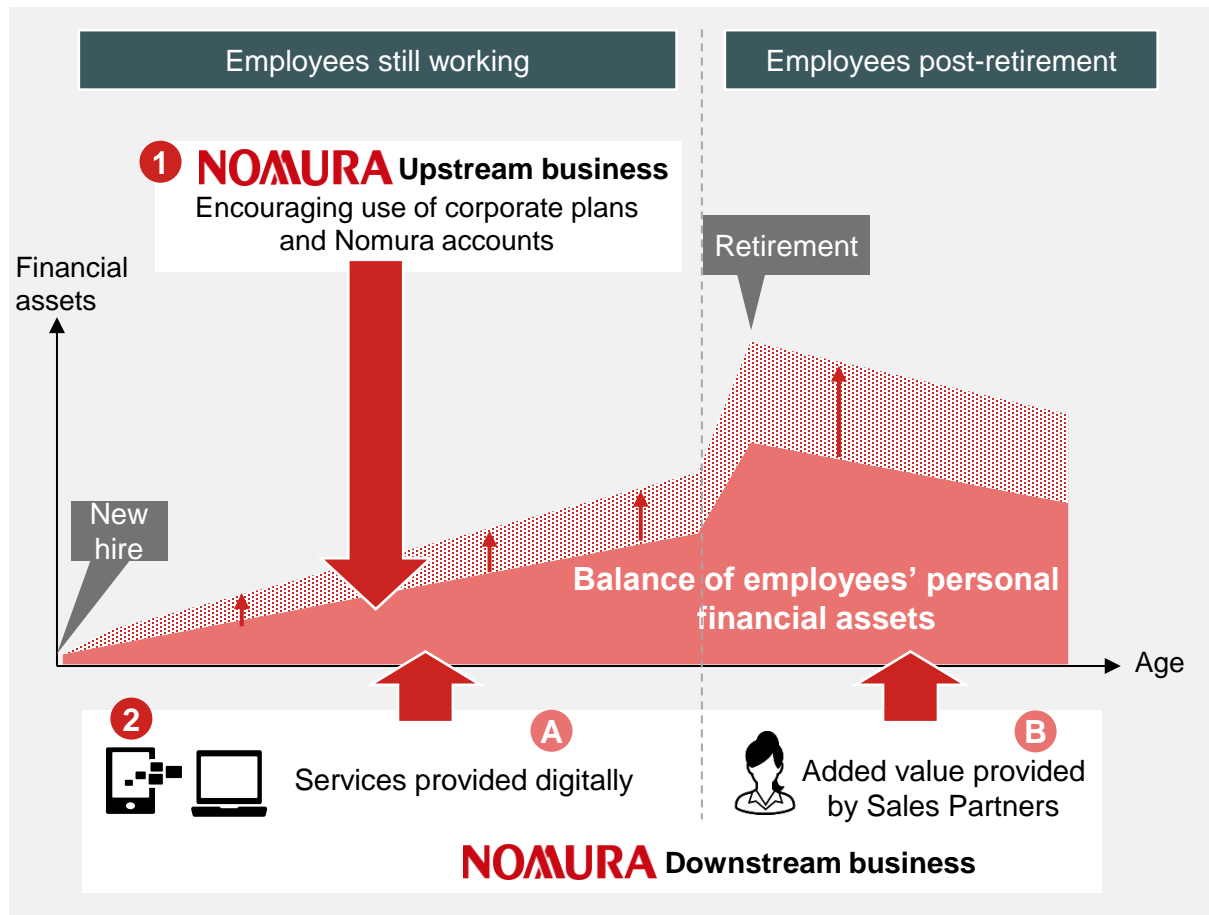 Employees still working
Employees post-retirement
1
NOMURA Upstream business
Encouraging use of corporate plans
and Nomura accounts
Retirement
Financial
assets
New
hire
Balance of employees’ personal
financial assets
Age
2
A
Services provided digitally
B
Added value provided
by Sales Partners
NOMURA Downstream business